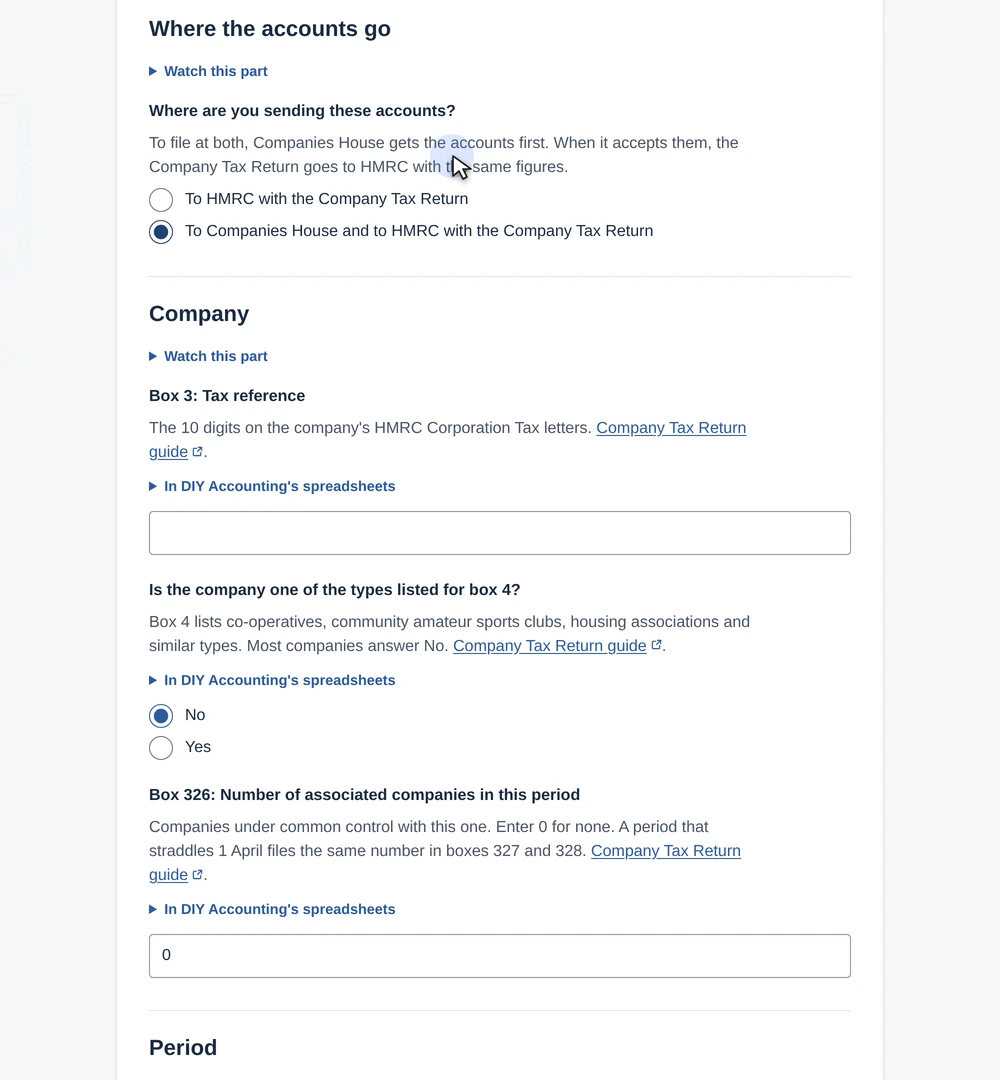 Where the accounts go
Watch this part
Where are you sending these accounts?
To file at both, Companies House gets the accounts first. When it accepts them, the
Company Tax Return goes to HMRC with same figures.
To HMRC with the Company Tax Return
To Companies House and to HMRC with the Company Tax Return
Company
Watch this part
Box 3: Tax reference
The 10 digits on the company's HMRC Corporation Tax letters. Company Tax Return
guide.
In DIY Accounting's spreadsheets
Is the company one of the types listed for box 4?
Box 4 lists co-operatives, community amateur sports clubs, housing associations and
similar types. Most companies answer No. Company Tax Return guide.
In DIY Accounting's spreadsheets
No
Yes
Box 326: Number of associated companies in this period
Companies under common control with this one. Enter 0 for none. A period that
straddles 1 April files the same number in boxes 327 and 328. Company Tax Return
guide.
In DIY Accounting's spreadsheets
0
Period